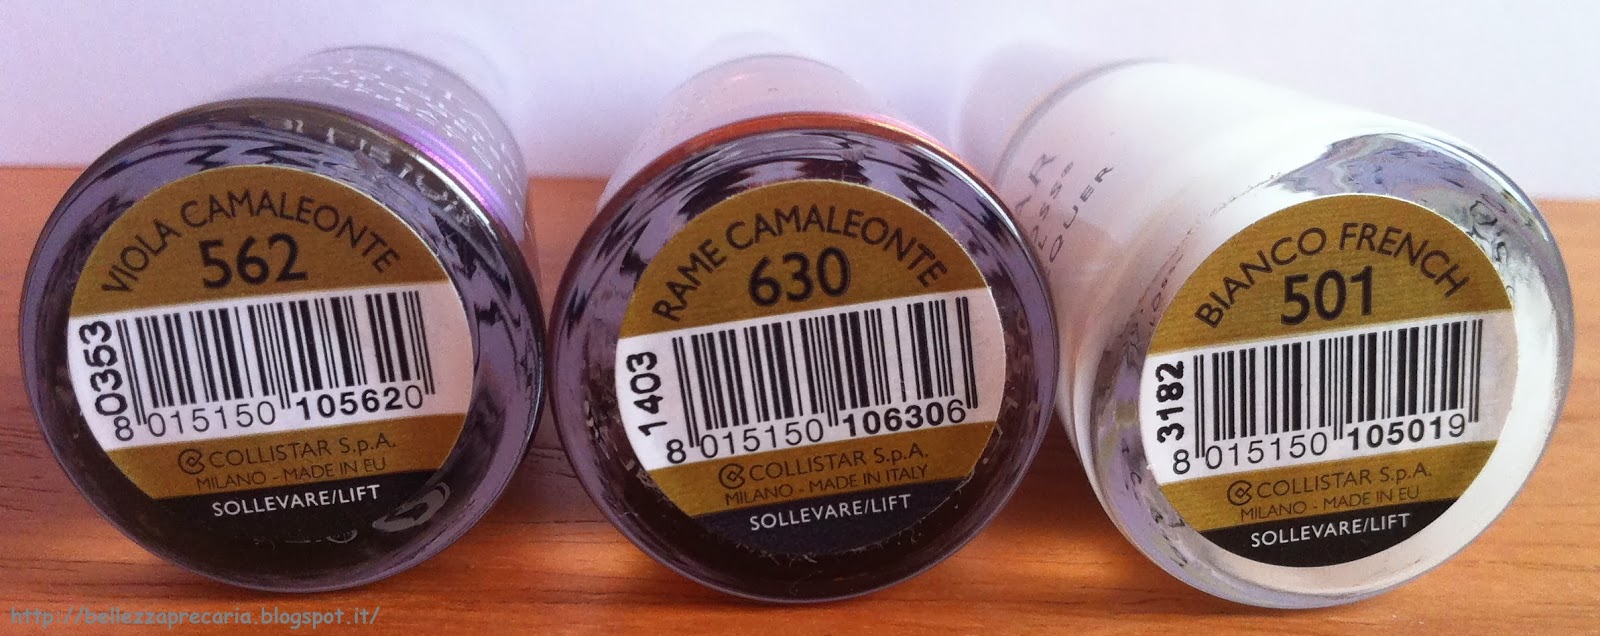 VIOLA CAMALEONTE
562
80353
8 015150 105620
COLLISTAR S.p.A.
MILANO - MADE IN EU
SOLLEVARE/LIFT
RAME CAMALEONTE
630
1403
8 015150 106306
COLLISTAR S.p.A.
MILANO - MADE IN ITALY
SOLLEVARE/LIFT
BIANCO FRENCH
501
3182
8 015150 105019
COLLISTAR S.p.A.
MILANO - MADE IN EU
SOLLEVARE/LIFT
http://bellezzaprecaria.blogspot.it/